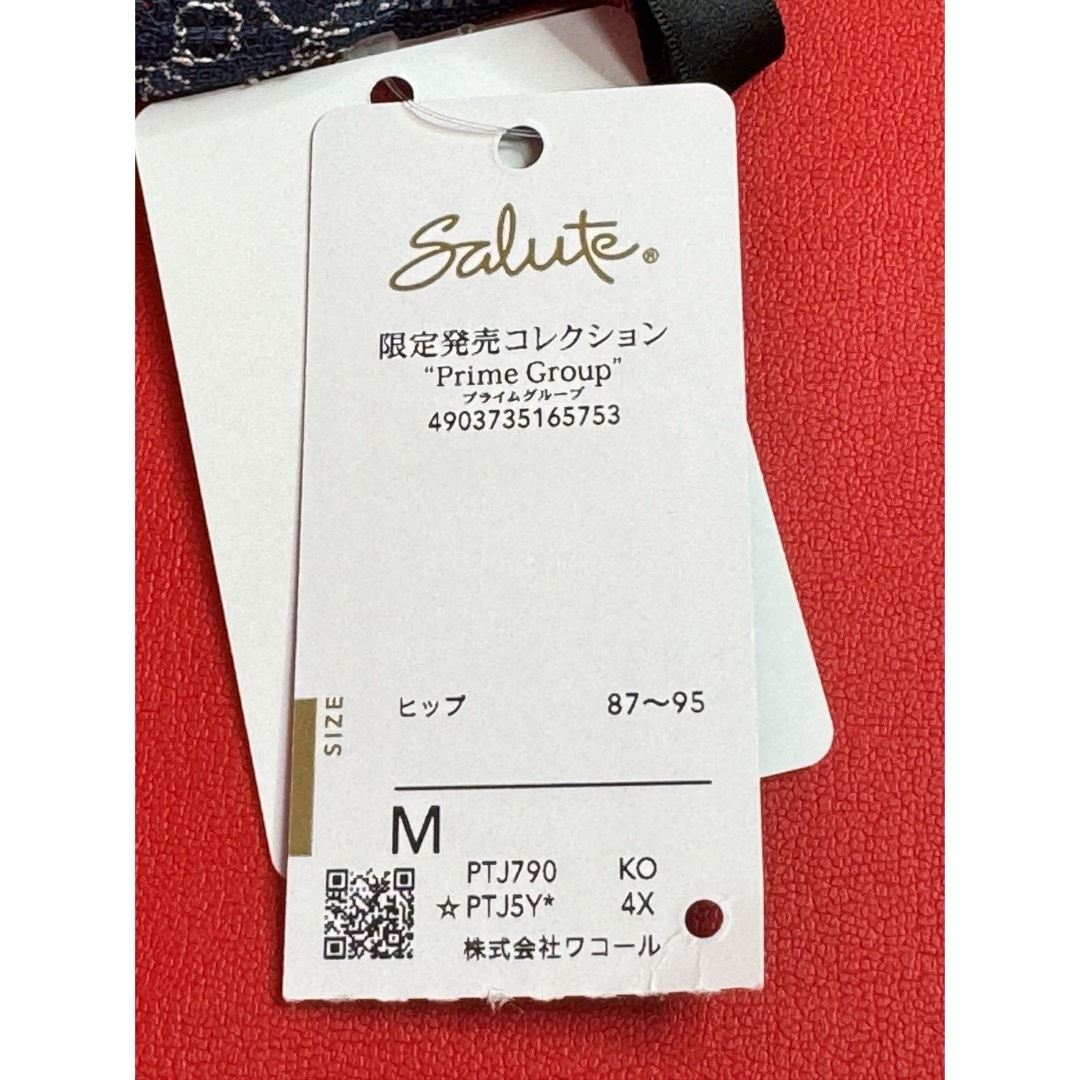 Salute®
限定発売コレクション
“Prime Group”
プライムグループ
4903735165753
SIZE
ヒップ 87～95
M
PTJ790 KO
☆PTJ5Y* 4X
株式会社ワコール